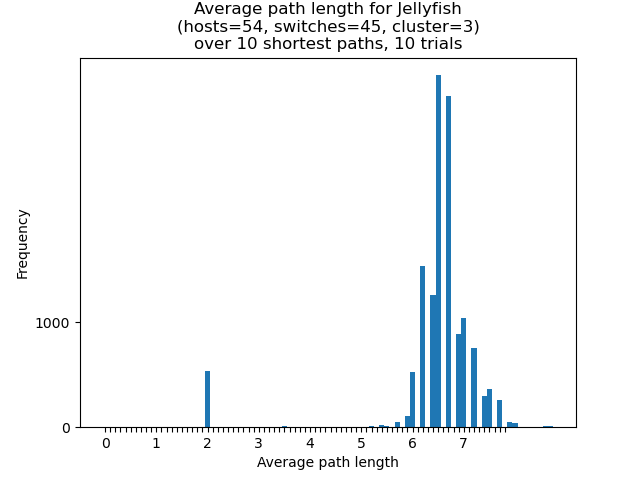 Average path length for Jellyfish
(hosts=54, switches=45, cluster=3)
over 10 shortest paths, 10 trials
Frequency
1000
0
0 1 2 3 4 5 6 7
Average path length